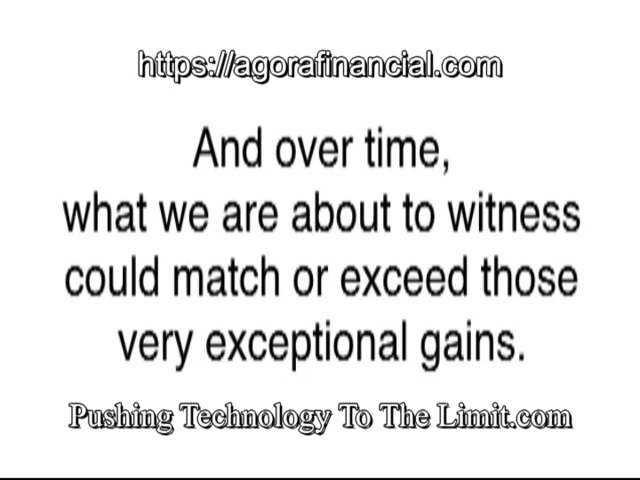 https://agorafinancial.com
And over time,
what we are about to witness
could match or exceed those
very exceptional gains.
Pushing Technology To The Limit.com